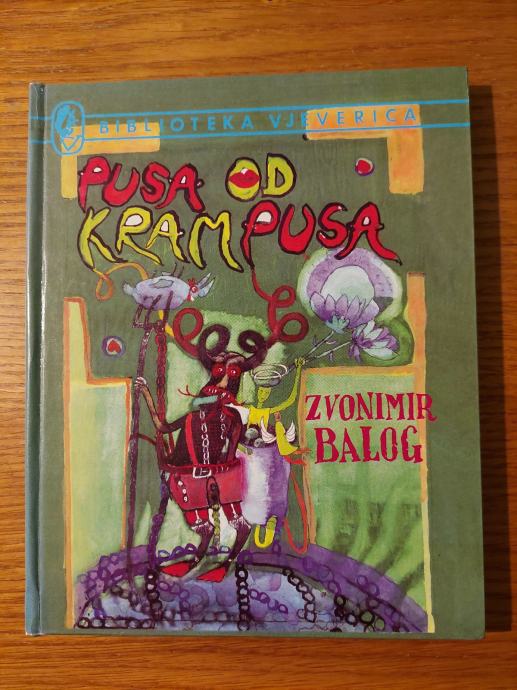 BIBLIOTEKA VJEVERICA
PUSA OD
KRAMPUSA
ZVONIMIR
BALOG